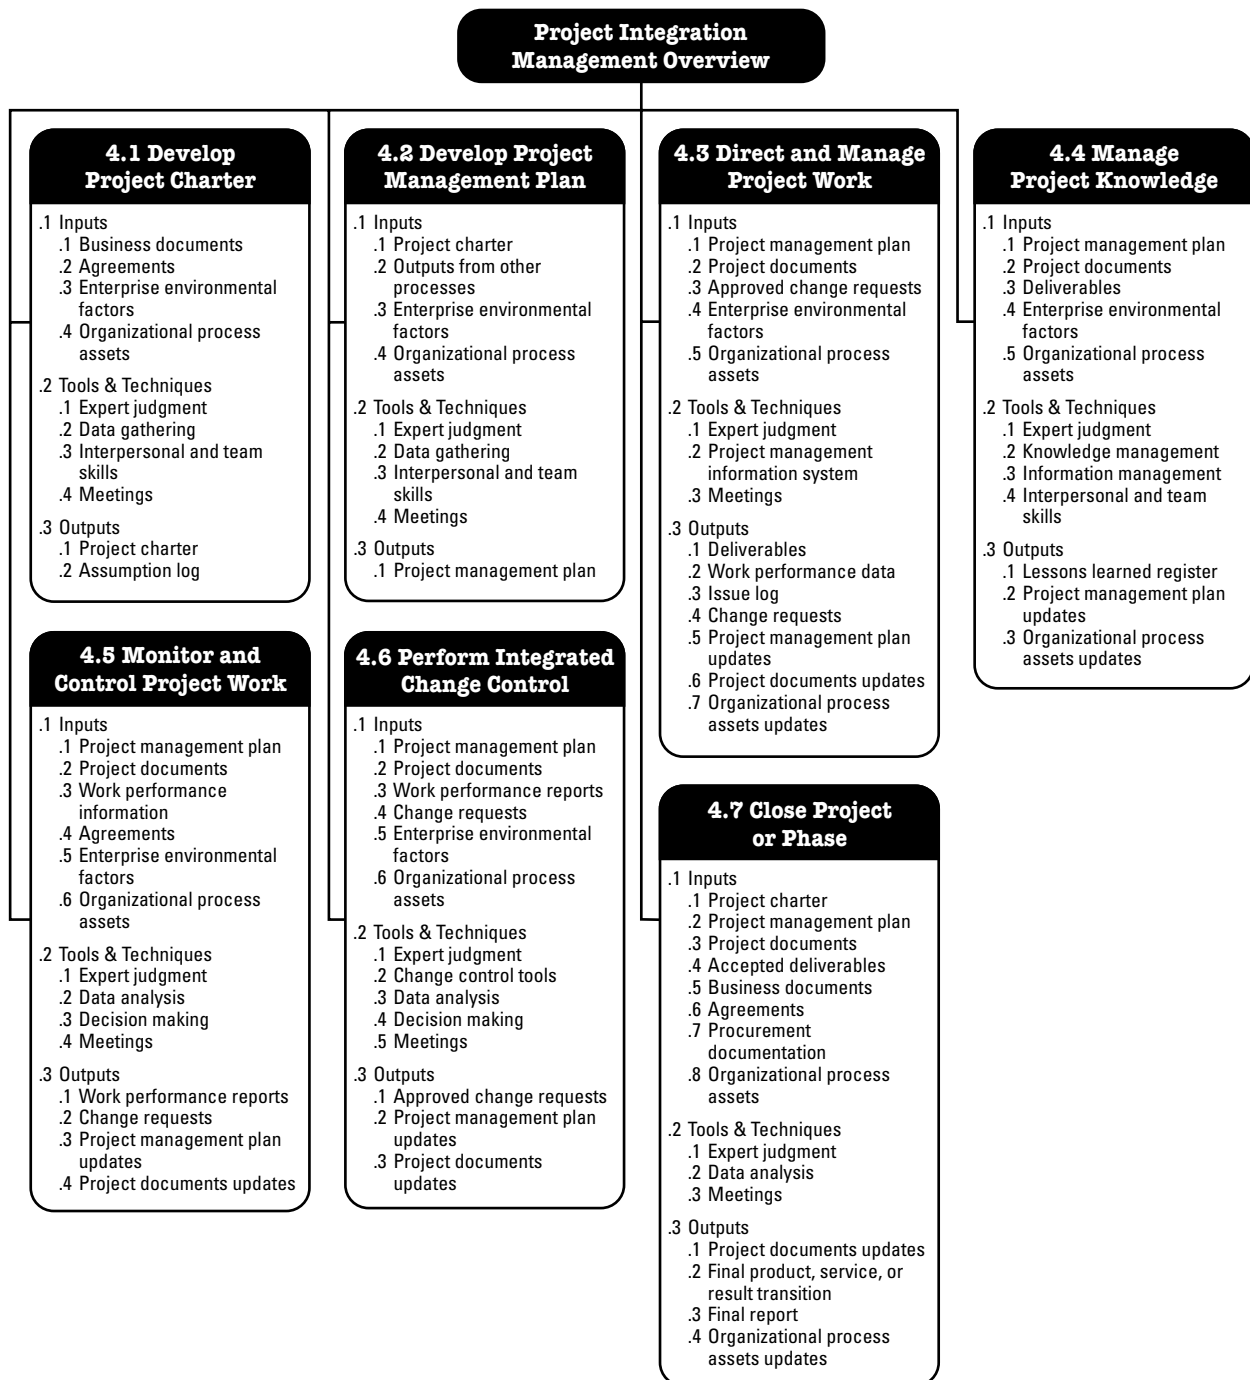 Project Integration
Management Overview
4.1 Develop
Project Charter
.1 Inputs
.1 Business documents
.2 Agreements
.3 Enterprise environmental
factors
.4 Organizational process
assets
.2 Tools & Techniques
.1 Expert judgment
.2 Data gathering
.3 Interpersonal and team
skills
.4 Meetings
.3 Outputs
.1 Project charter
.2 Assumption log
4.2 Develop Project
Management Plan
.1 Inputs
.1 Project charter
.2 Outputs from other
processes
.3 Enterprise environmental
factors
.4 Organizational process
assets
.2 Tools & Techniques
.1 Expert judgment
.2 Data gathering
.3 Interpersonal and team
skills
.4 Meetings
.3 Outputs
.1 Project management plan
4.3 Direct and Manage
Project Work
.1 Inputs
.1 Project management plan
.2 Project documents
.3 Approved change requests
.4 Enterprise environmental
factors
.5 Organizational process
assets
.2 Tools & Techniques
.1 Expert judgment
.2 Project management
information system
.3 Meetings
.3 Outputs
.1 Deliverables
.2 Work performance data
.3 Issue log
.4 Change requests
.5 Project management plan
updates
.6 Project documents updates
.7 Organizational process
assets updates
4.4 Manage
Project Knowledge
.1 Inputs
.1 Project management plan
.2 Project documents
.3 Deliverables
.4 Enterprise environmental
factors
.5 Organizational process
assets
.2 Tools & Techniques
.1 Expert judgment
.2 Knowledge management
.3 Information management
.4 Interpersonal and team
skills
.3 Outputs
.1 Lessons learned register
.2 Project management plan
updates
.3 Organizational process
assets updates
4.5 Monitor and
Control Project Work
.1 Inputs
.1 Project management plan
.2 Project documents
.3 Work performance
information
.4 Agreements
.5 Enterprise environmental
factors
.6 Organizational process
assets
.2 Tools & Techniques
.1 Expert judgment
.2 Data analysis
.3 Decision making
.4 Meetings
.3 Outputs
.1 Work performance reports
.2 Change requests
.3 Project management plan
updates
.4 Project documents updates
4.6 Perform Integrated
Change Control
.1 Inputs
.1 Project management plan
.2 Project documents
.3 Work performance reports
.4 Change requests
.5 Enterprise environmental
factors
.6 Organizational process
assets
.2 Tools & Techniques
.1 Expert judgment
.2 Change control tools
.3 Data analysis
.4 Decision making
.5 Meetings
.3 Outputs
.1 Approved change requests
.2 Project management plan
updates
.3 Project documents
updates
4.7 Close Project
or Phase
.1 Inputs
.1 Project charter
.2 Project management plan
.3 Project documents
.4 Accepted deliverables
.5 Business documents
.6 Agreements
.7 Procurement
documentation
.8 Organizational process
assets
.2 Tools & Techniques
.1 Expert judgment
.2 Data analysis
.3 Meetings
.3 Outputs
.1 Project documents updates
.2 Final product, service, or
result transition
.3 Final report
.4 Organizational process
assets updates